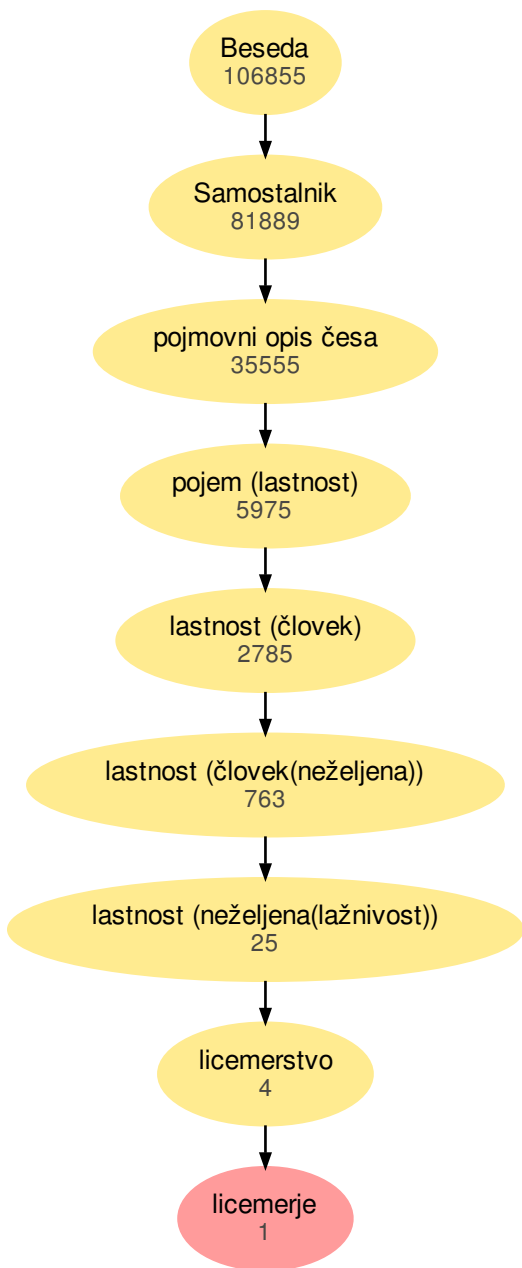 Beseda
106855
Samostalnik
81889
pojmovni opis česa
35555
pojem (lastnost)
5975
lastnost (človek)
2785
lastnost (človek(neželjena))
763
lastnost (neželjena(lažnivost))
25
licemerstvo
4
licemerje
1